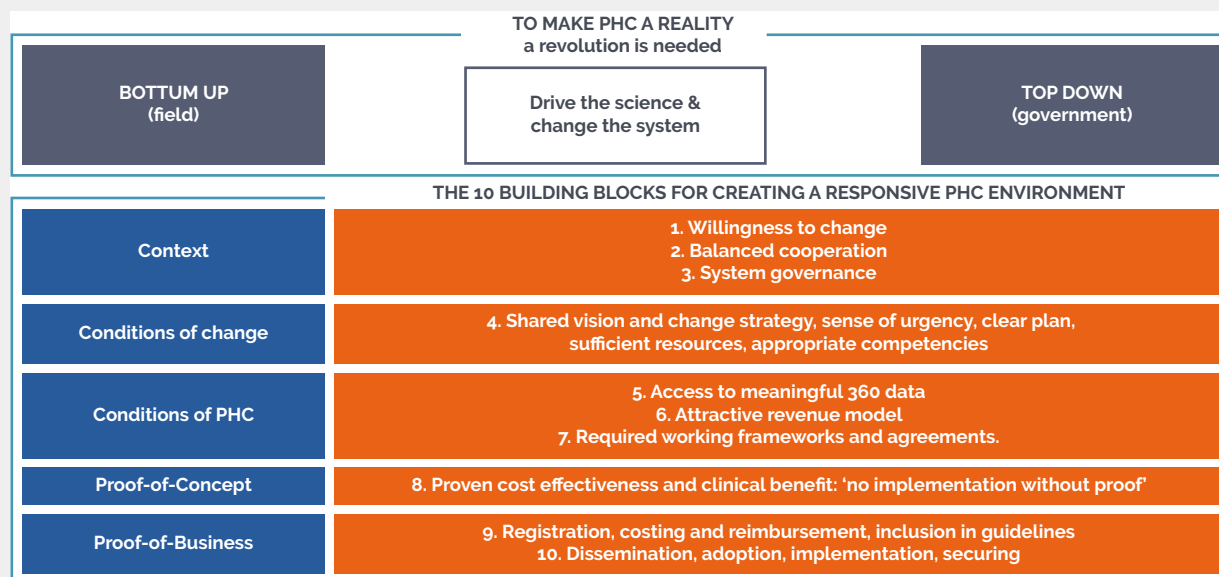 TO MAKE PHC A REALITY
a revolution is needed
BOTTUM UP
(field)
Drive the science &
change the system
TOP DOWN
(government)
THE 10 BUILDING BLOCKS FOR CREATING A RESPONSIVE PHC ENVIRONMENT
Context
1. Willingness to change
2. Balanced cooperation
3. System governance
Conditions of change
4. Shared vision and change strategy, sense of urgency, clear plan,
sufficient resources, appropriate competencies
Conditions of PHC
5. Access to meaningful 360 data
6. Attractive revenue model
7. Required working frameworks and agreements.
Proof-of-Concept
8. Proven cost effectiveness and clinical benefit: ‘no implementation without proof’
Proof-of-Business
9. Registration, costing and reimbursement, inclusion in guidelines
10. Dissemination, adoption, implementation, securing